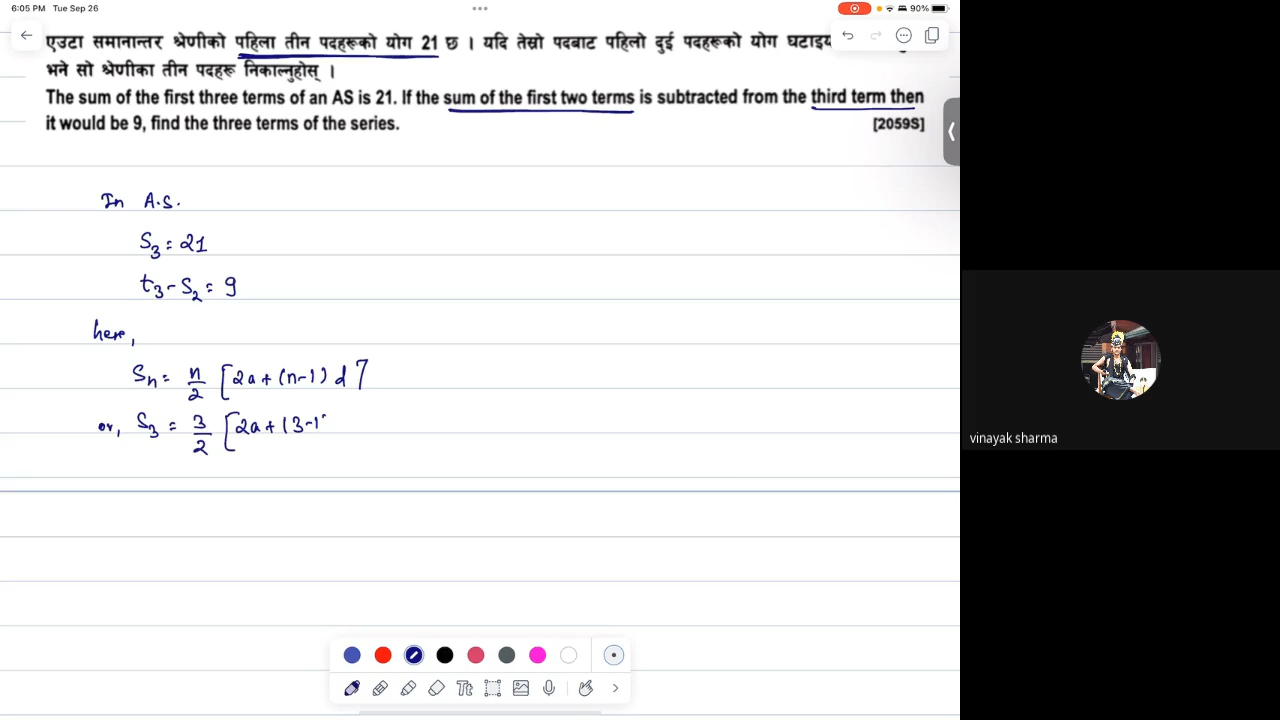 6:05 PM Tue Sep 26
90%
एउटा समानान्तर श्रेणीको पहिला तीन पदहरूको योग 21 छ । यदि तेस्रो पदबाट पहिलो दुई पदहरूको योग घटाइय
भने सो श्रेणीका तीन पदहरू निकाल्नुहोस् ।
The sum of the first three terms of an AS is 21. If the sum of the first two terms is subtracted from the third term then
it would be 9, find the three terms of the series. [2059S]
In A.S.
S₃ = 21
t₃ - S₂ = 9
here,
Sn = n/2 [2a + (n-1) d]
or, S₃ = 3/2 [2a + (3-1
vinayak sharma
Tt